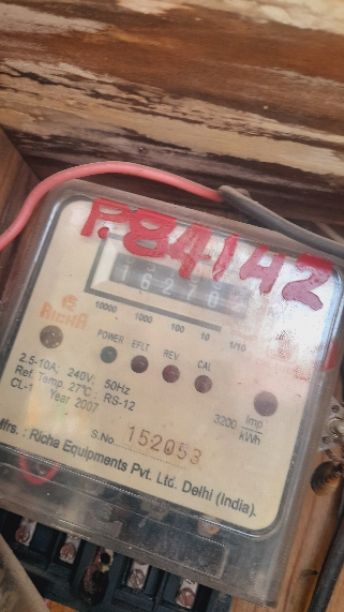 P.84142
16270
10000 1000 100 10 1/10
RICHA
POWER EFLT REV CAL
2.5-10A; 240V; 50Hz
Ref. Temp. 27°C; RS-12
CL-1 Year 2007
3200 Imp/kWh
S.No. 152053
Mfrs. : Richa Equipments Pvt. Ltd. Delhi (India).